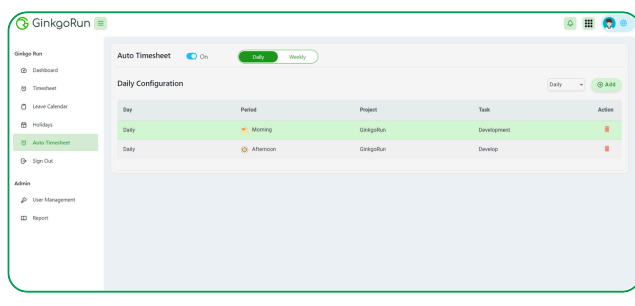 GinkgoRun
Ginkgo Run
Dashboard
Timesheet
Leave Calendar
Holidays
Auto Timesheet
Sign Out
Admin
User Management
Report
Auto Timesheet On Daily Weekly
Daily Configuration Daily Add
Day Period Project Task Action
Daily Morning GinkgoRun Development
Daily Afternoon GinkgoRun Develop